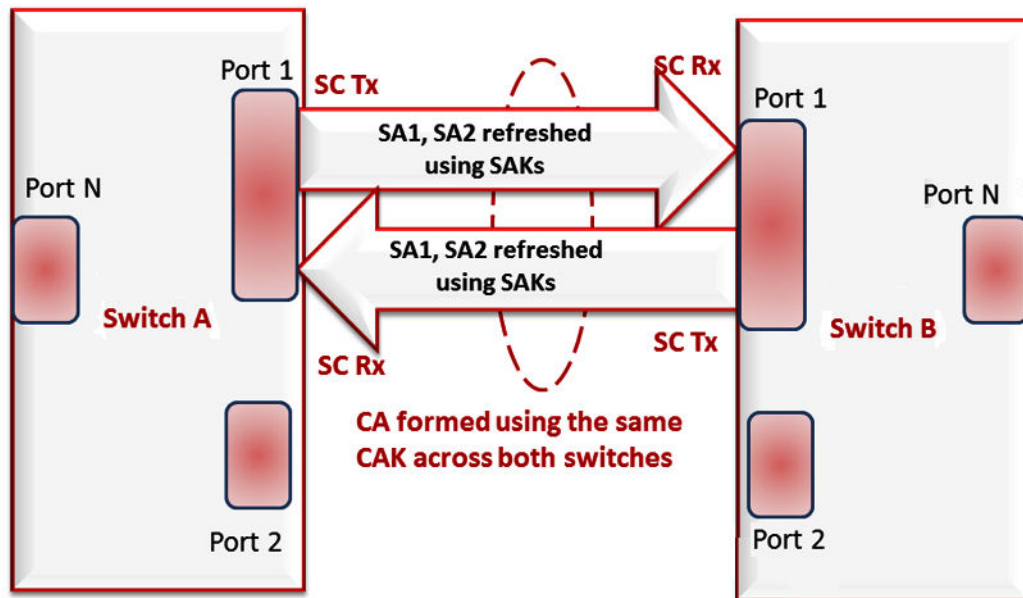 Port 1
SC Tx
SC Rx
Port 1
SA1, SA2 refreshed
using SAKs
Port N
Port N
SA1, SA2 refreshed
using SAKs
Switch A
Switch B
SC Rx
SC Tx
CA formed using the same
CAK across both switches
Port 2
Port 2